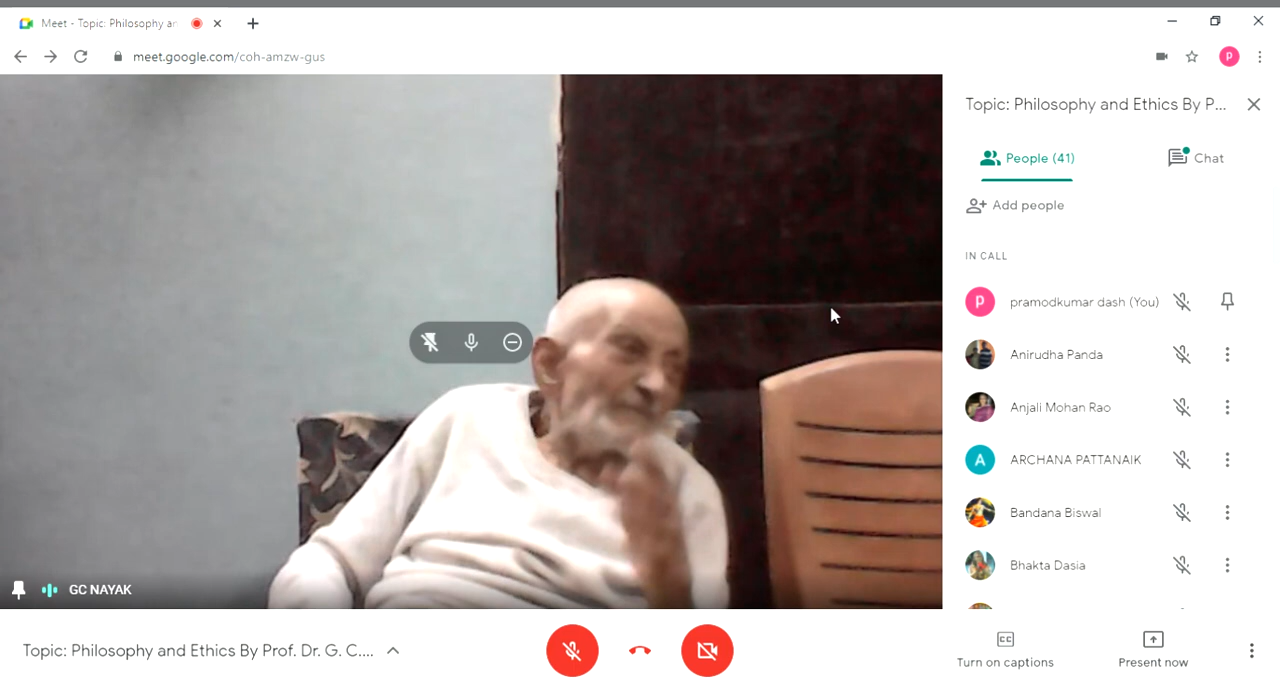 Meet - Topic: Philosophy an
meet.google.com/coh-amzw-gus
P
Topic: Philosophy and Ethics By P...
People (41)
Chat
Add people
IN CALL
P
pramodkumar dash (You)
Anirudha Panda
Anjali Mohan Rao
A
ARCHANA PATTANAIK
Bandana Biswal
Bhakta Dasia
GC NAYAK
Topic: Philosophy and Ethics By Prof. Dr. G. C....
CC
Turn on captions
Present now